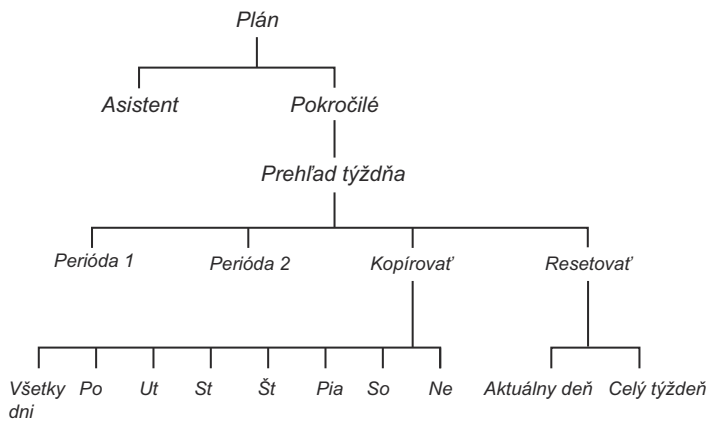 Plán
Asistent
Pokročilé
Prehľad týždňa
Perióda 1
Perióda 2
Kopírovať
Resetovať
Všetky
dni
Po
Ut
St
Št
Pia
So
Ne
Aktuálny deň
Celý týždeň